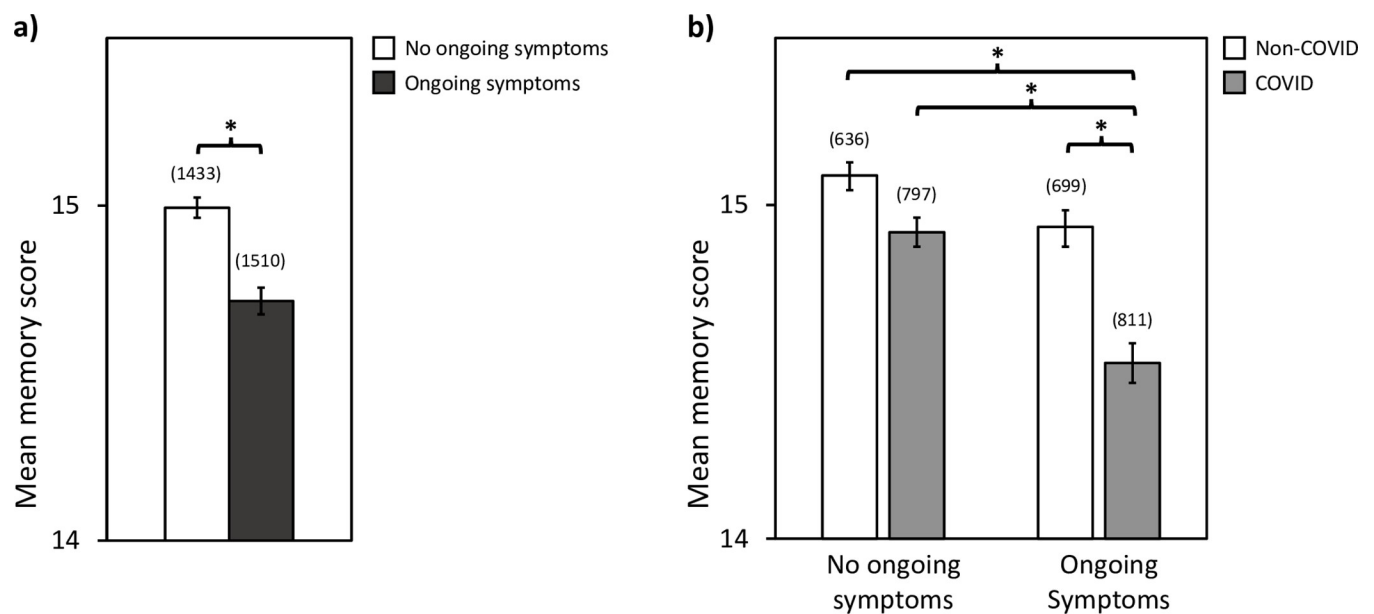 a)
No ongoing symptoms
Ongoing symptoms
*
(1433)
(1510)
15
14
Mean memory score
b)
Non-COVID
COVID
*
*
*
(636)
(797)
(699)
(811)
15
14
Mean memory score
No ongoing
symptoms
Ongoing
Symptoms